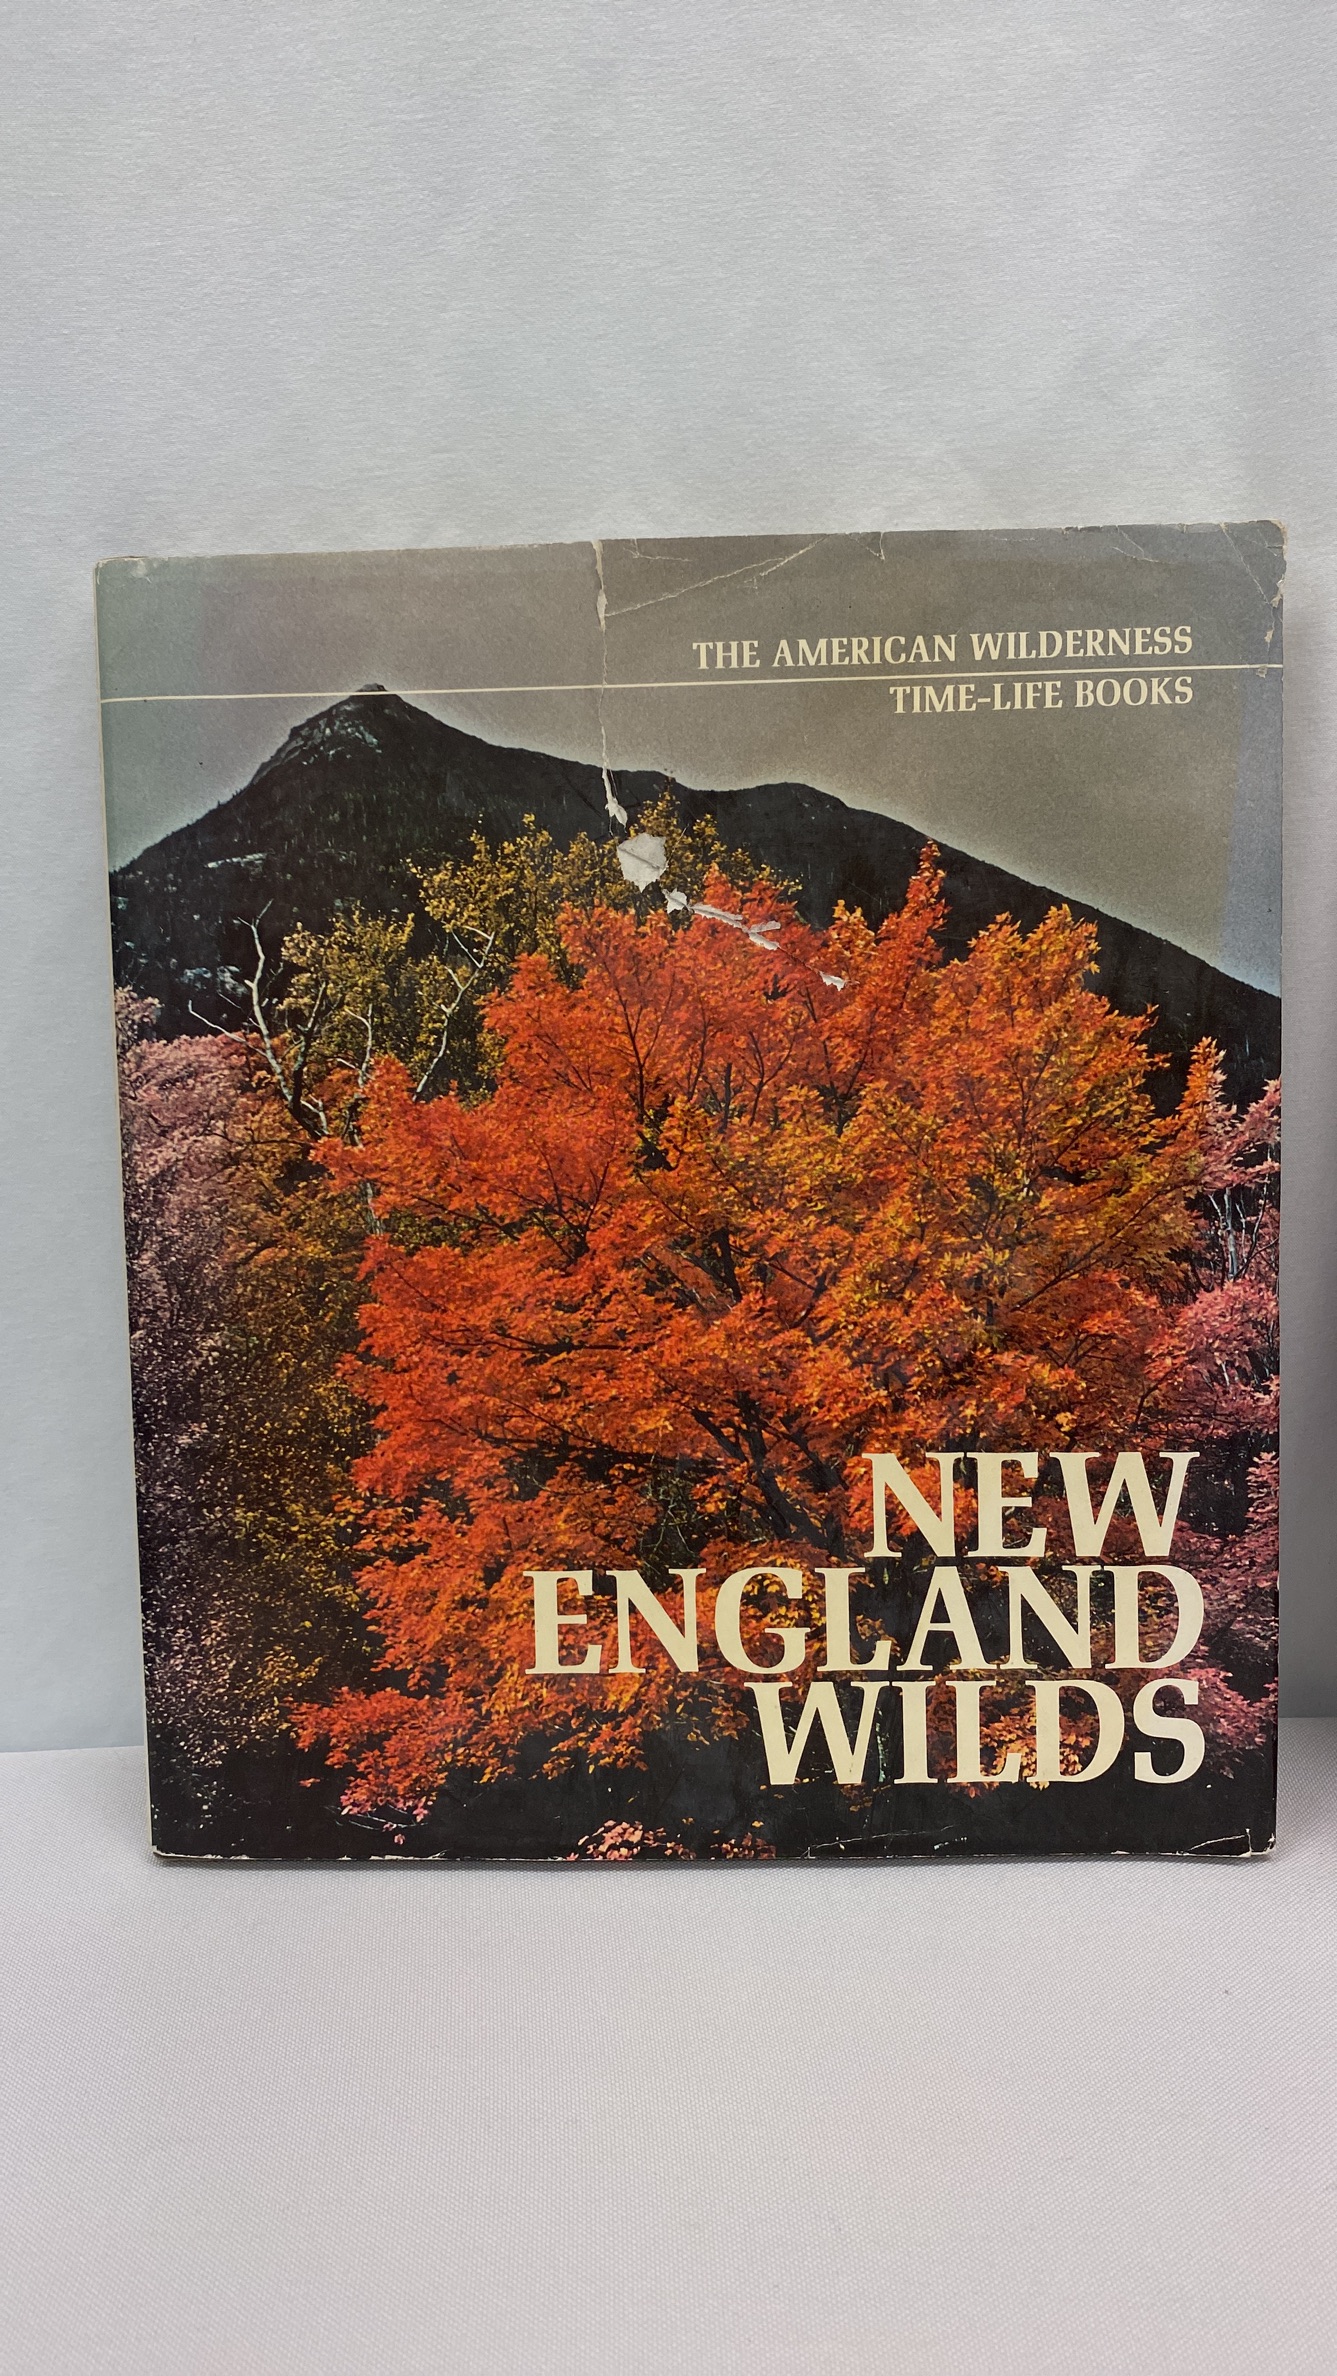 THE AMERICAN WILDERNESS
TIME-LIFE BOOKS
NEW
ENGLAND
WILDS